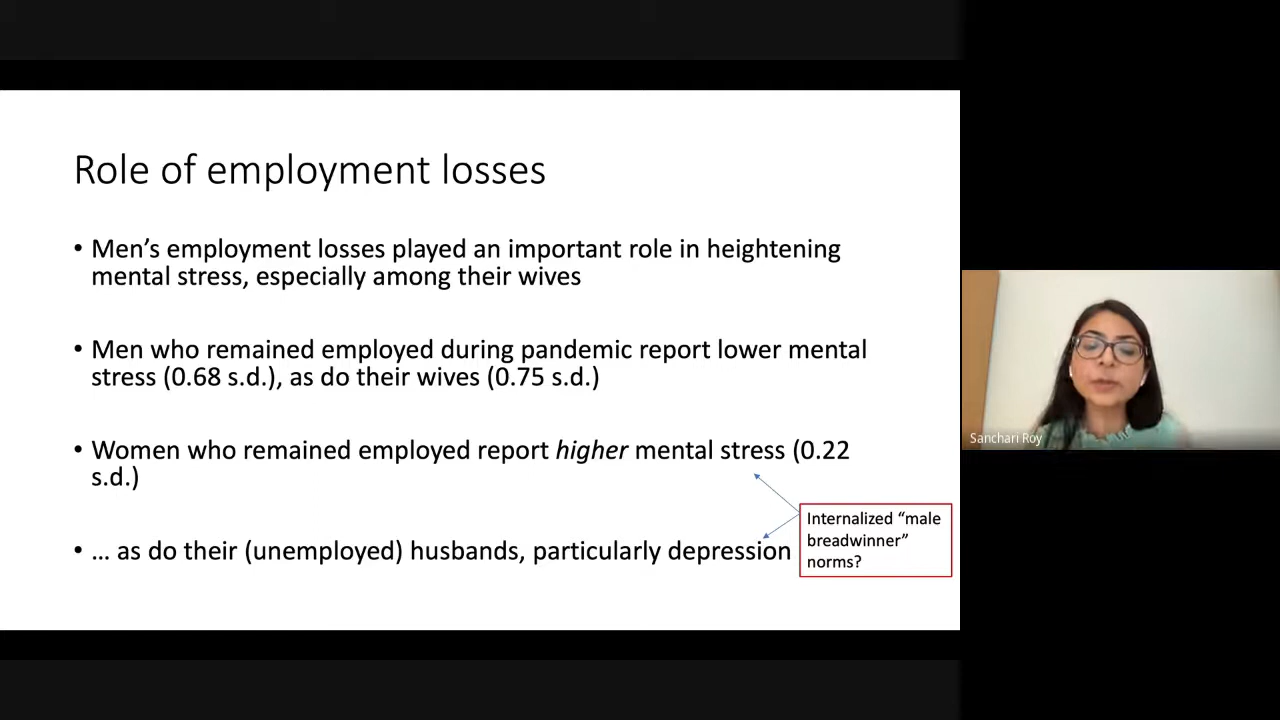 Role of employment losses
• Men’s employment losses played an important role in heightening
mental stress, especially among their wives
• Men who remained employed during pandemic report lower mental
stress (0.68 s.d.), as do their wives (0.75 s.d.)
• Women who remained employed report higher mental stress (0.22
s.d.)
• … as do their (unemployed) husbands, particularly depression
Internalized “male
breadwinner”
norms?
Sanchari Roy